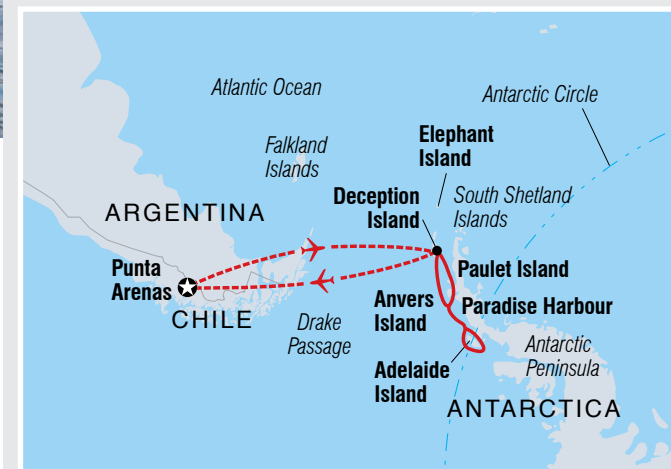 Atlantic Ocean
Antarctic Circle
Elephant
Island
Falkland
Islands
Deception
Island
South Shetland
Islands
ARGENTINA
Punta
Arenas
Paulet Island
Anvers
Island
Paradise Harbour
CHILE
Drake
Passage
Antarctic
Peninsula
Adelaide
Island
ANTARCTICA